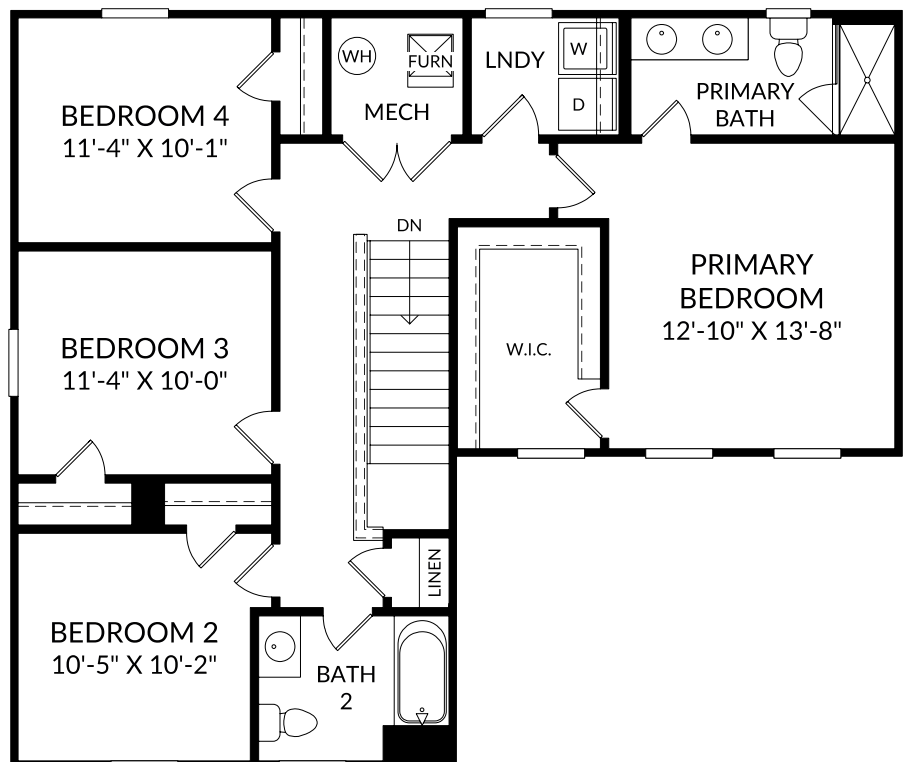 BEDROOM 4
11'-4" X 10'-1"
WH
FURN
MECH
LNDY
W
D
PRIMARY
BATH
DN
PRIMARY
BEDROOM
12'-10" X 13'-8"
BEDROOM 3
11'-4" X 10'-0"
W.I.C.
LINEN
BEDROOM 2
10'-5" X 10'-2"
BATH
2